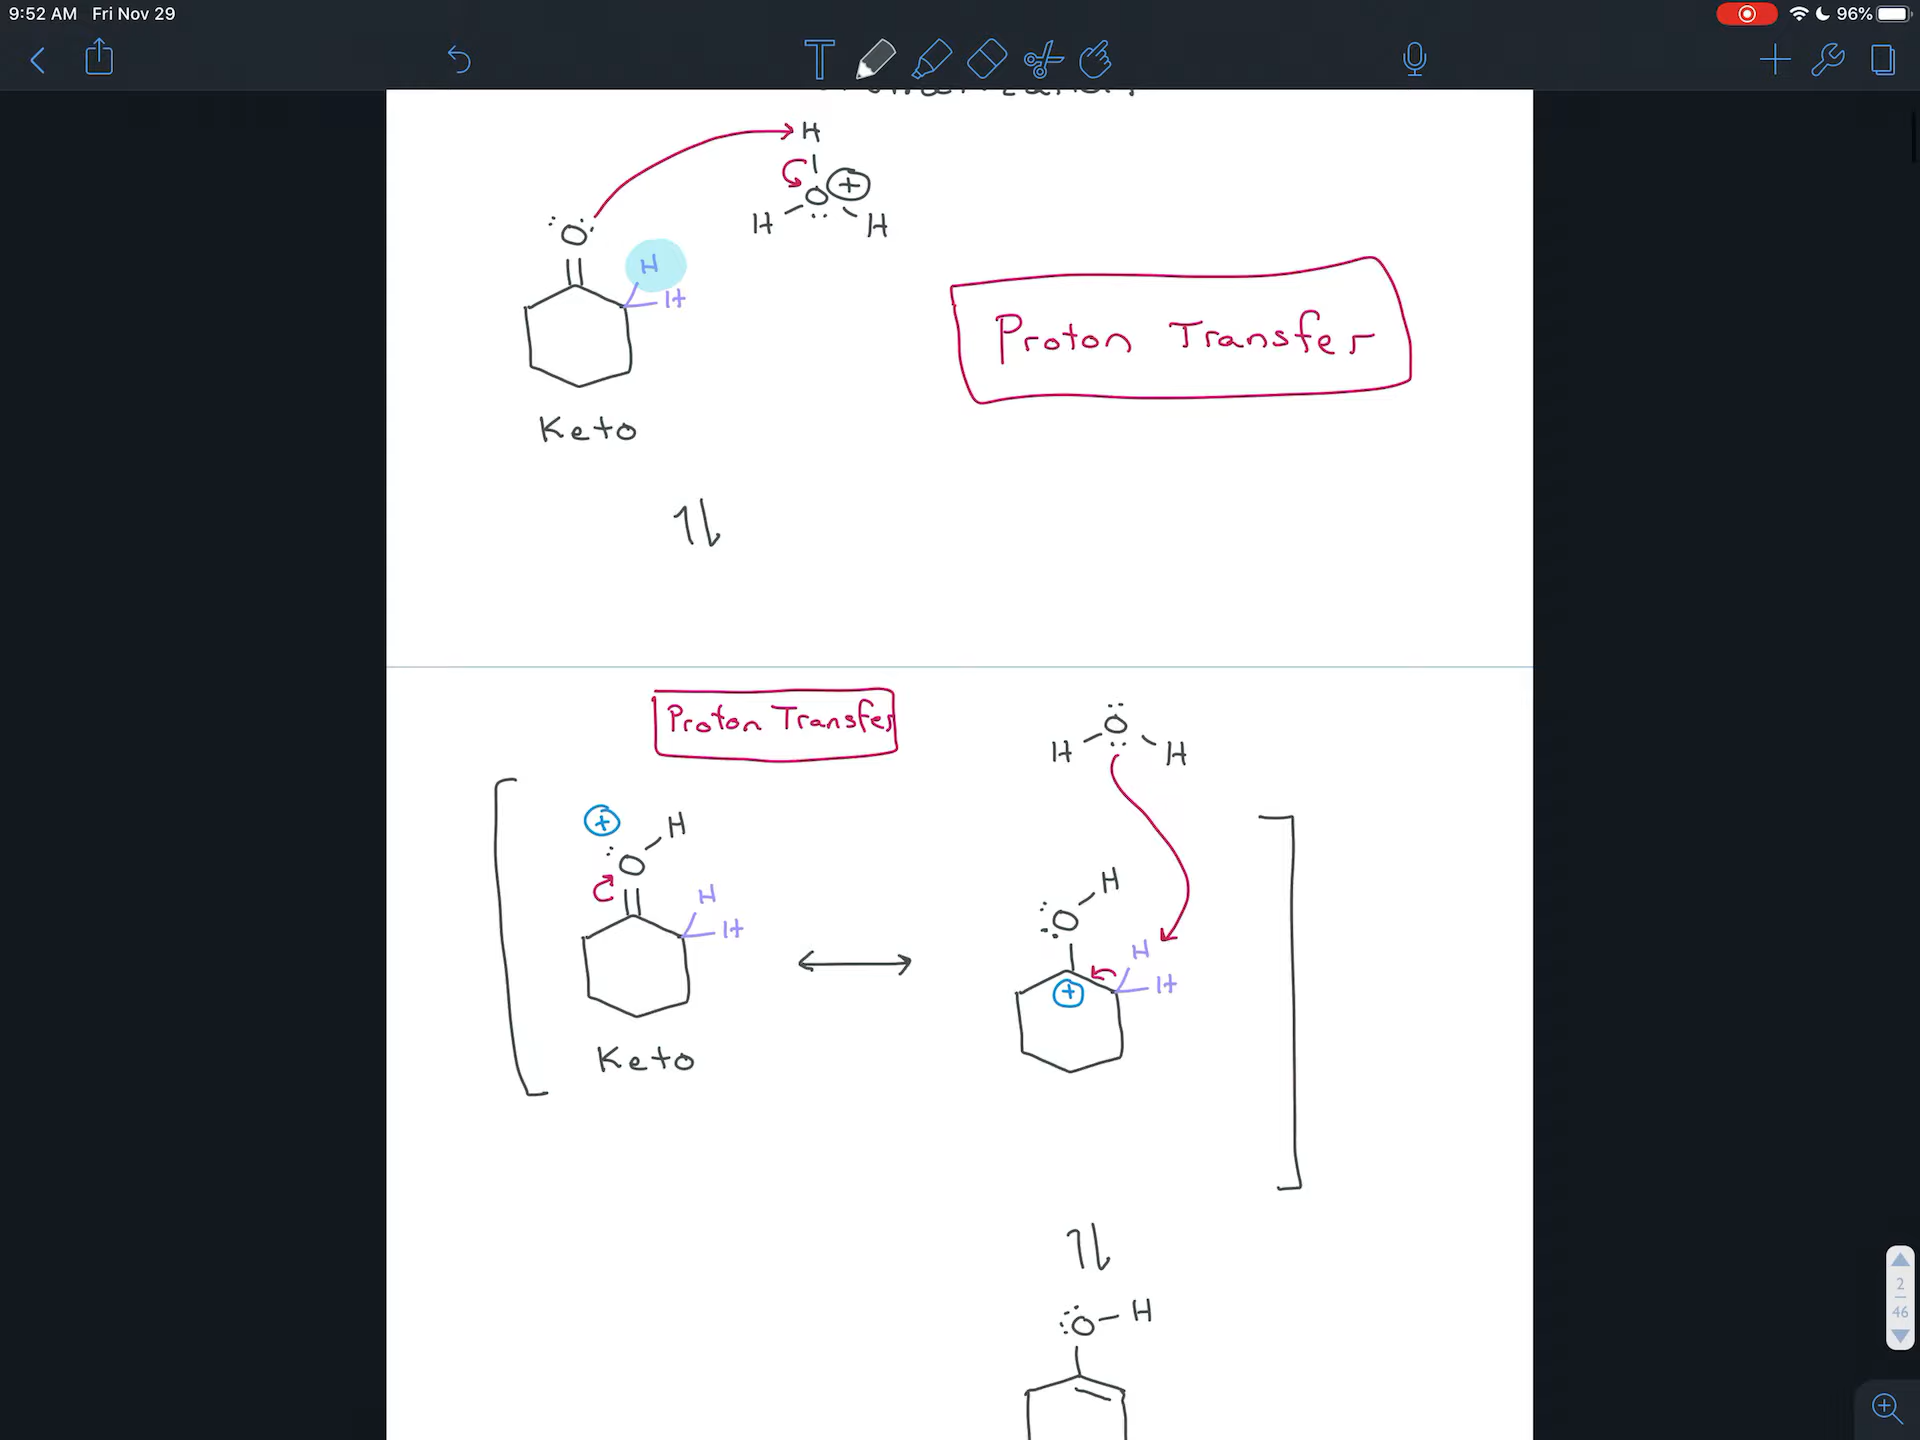 9:52 AM Fri Nov 29
96%
H
O +
H H
O
H
H
Proton Transfer
Keto
Proton Transfer
O
H H
+
H
O
H
H
Keto
H
O
H
+
H
2
46
O - H